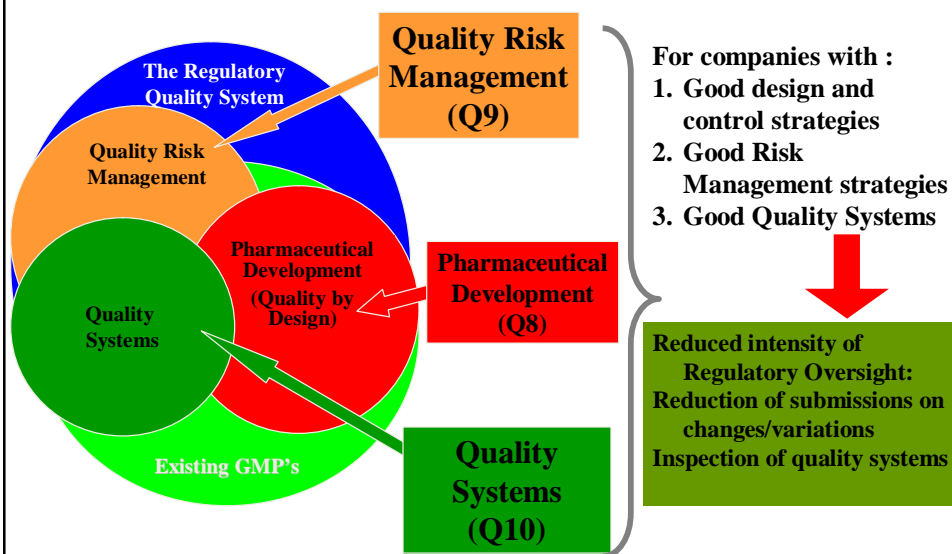 The Regulatory
Quality System
Quality Risk
Management
Quality
Systems
Pharmaceutical
Development
(Quality by
Design)
Existing GMP's
Quality Risk
Management
(Q9)
Pharmaceutical
Development
(Q8)
Quality
Systems
(Q10)
For companies with :
1. Good design and
control strategies
2. Good Risk
Management strategies
3. Good Quality Systems
Reduced intensity of
Regulatory Oversight:
Reduction of submissions on
changes/variations
Inspection of quality systems